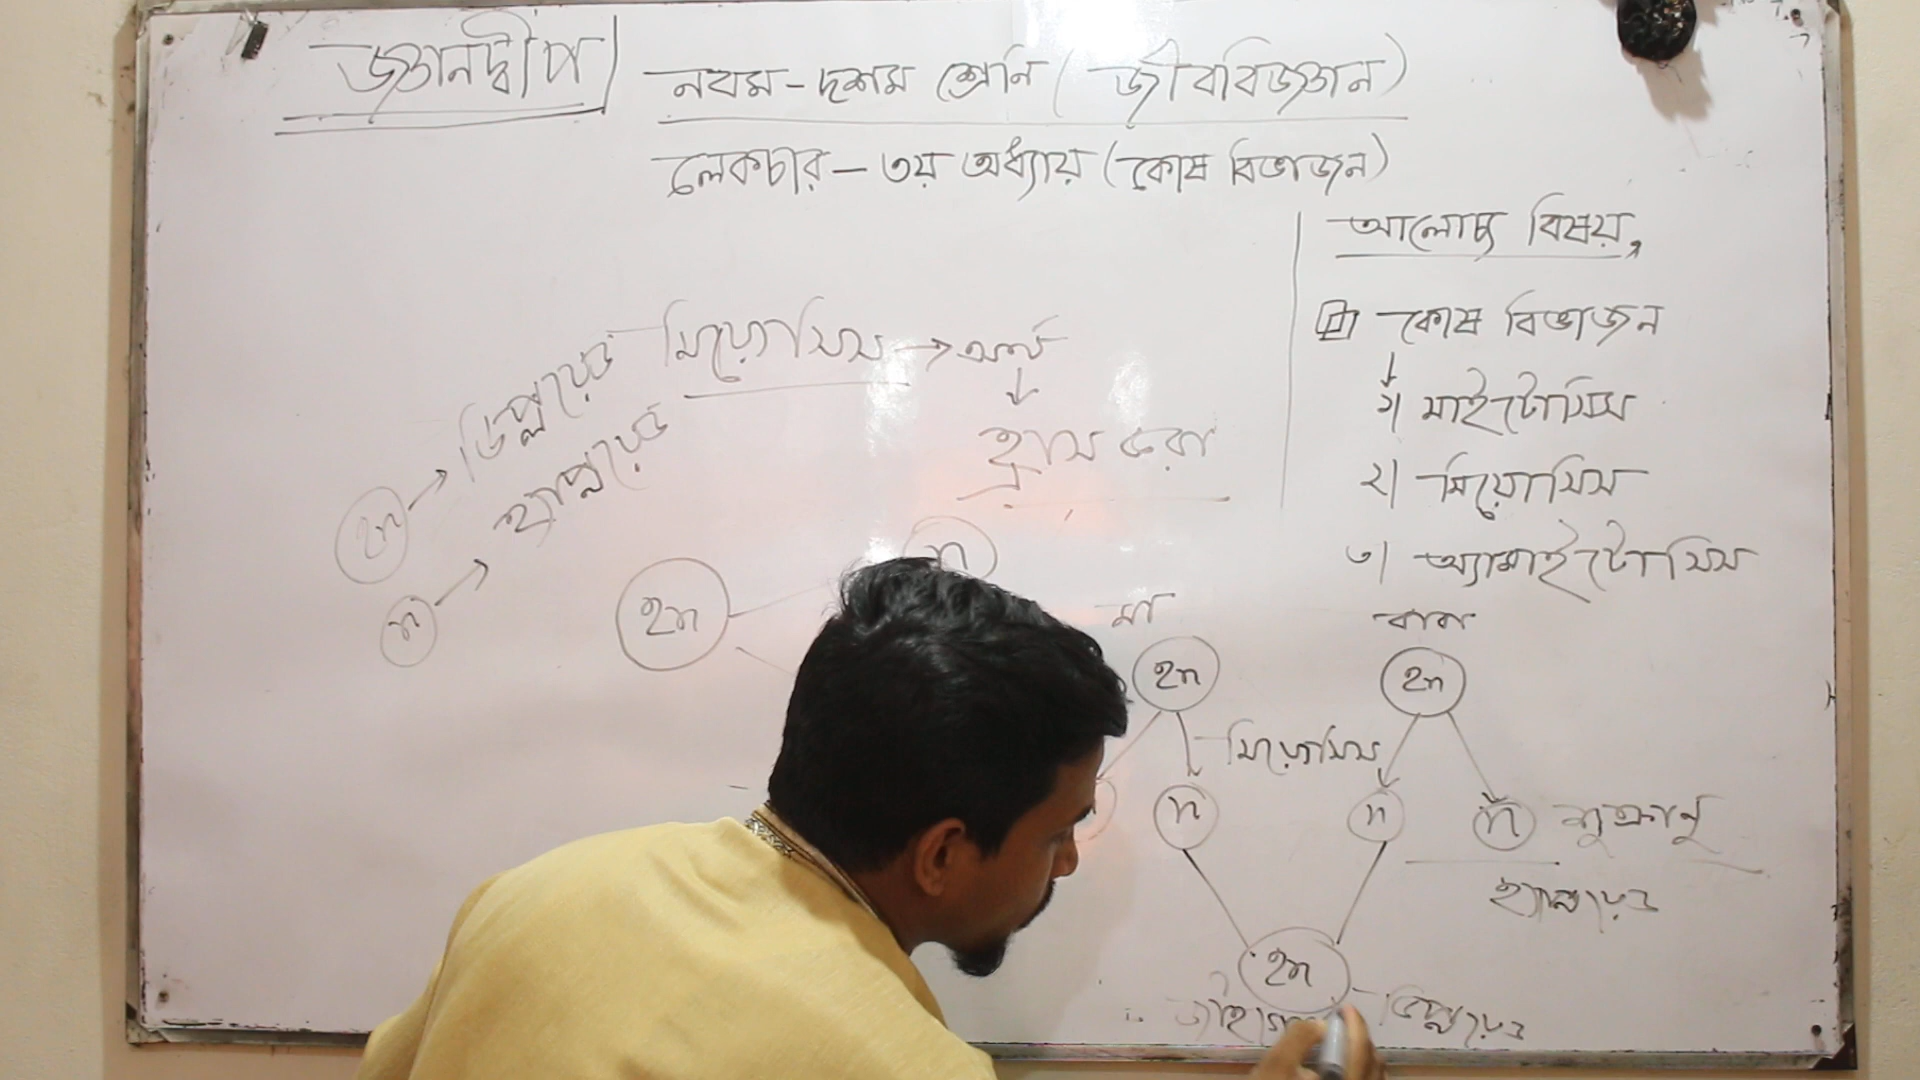 জ্ঞানদ্বীপ
নবম-দশম শ্রেনি (জীববিজ্ঞান)
লেকচার - ৩য় অধ্যায় (কোষ বিভাজন)
আলোচ্য বিষয়,
কোষ বিভাজন
১) মাইটোসিস
২) মিয়োসিস
৩) অ্যামাইটোসিস
মিয়োসিস → অর্থ
হ্রাস করা
2n → ডিপ্লয়েড
n → হ্যাপ্লয়েড
2n
n
মা
বাবা
2n
2n
মিয়োসিস
n
n
n শুক্রানু
হ্যাপ্লয়েড
2n
ডিপ্লয়েড